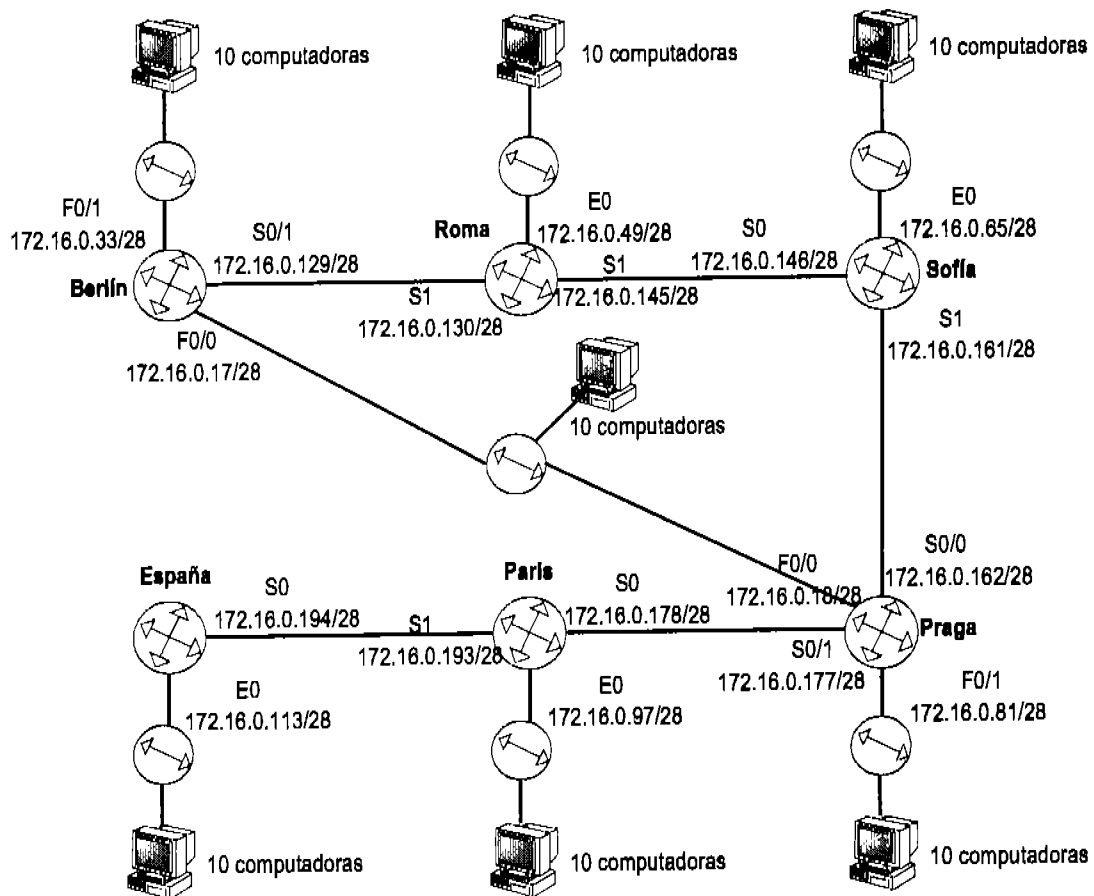 10 computadoras
10 computadoras
10 computadoras
F0/1
172.16.0.33/28
Berlín
S0/1
172.16.0.129/28
F0/0
172.16.0.17/28
Roma
E0
172.16.0.49/28
S1
172.16.0.130/28
S1
172.16.0.145/28
S0
172.16.0.146/28
E0
172.16.0.65/28
Sofía
S1
172.16.0.161/28
10 computadoras
España
S0
172.16.0.194/28
E0
172.16.0.113/28
París
S0
172.16.0.178/28
S1
172.16.0.193/28
E0
172.16.0.97/28
F0/0
172.16.0.18/28
S0/0
172.16.0.162/28
Praga
S0/1
172.16.0.177/28
F0/1
172.16.0.81/28
10 computadoras
10 computadoras
10 computadoras